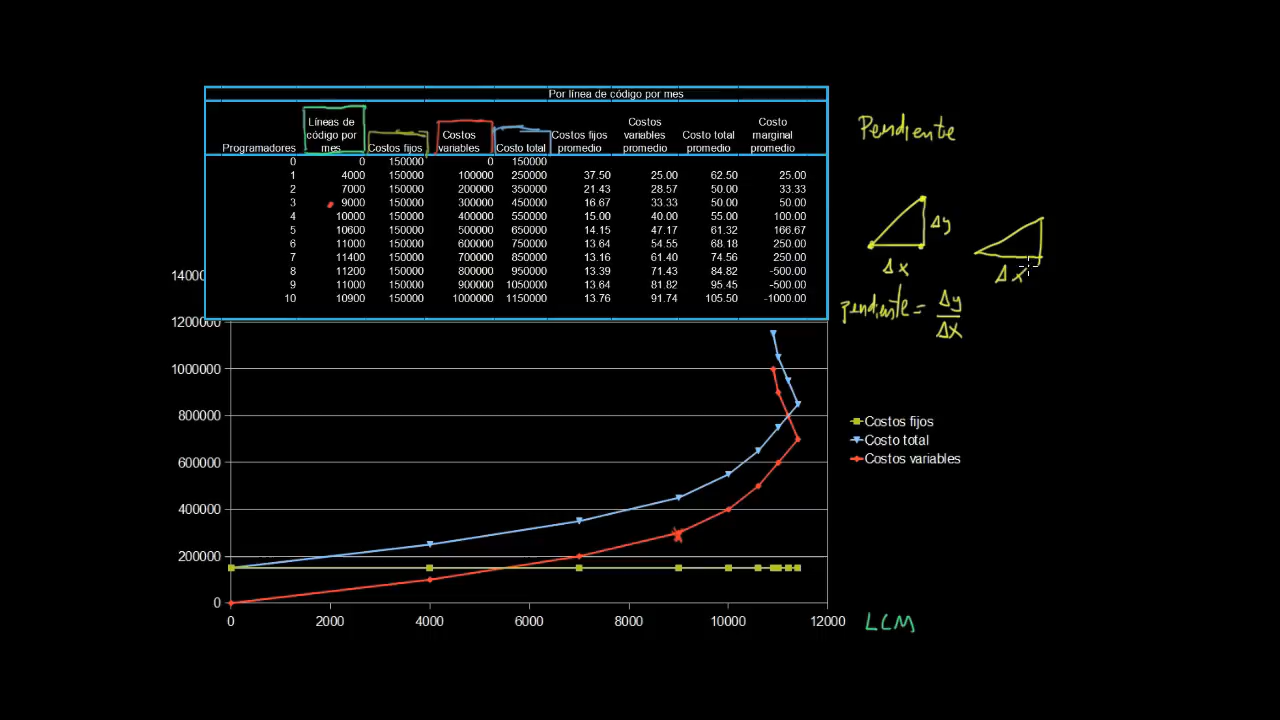 Por línea de código por mes
Programadores Líneas de código por mes Costos fijos Costos variables Costo total Costos fijos promedio Costos variables promedio Costo total promedio Costo marginal promedio
0 0 150000 0 150000
1 4000 150000 100000 250000 37.50 25.00 62.50 25.00
2 7000 150000 200000 350000 21.43 28.57 50.00 33.33
3 9000 150000 300000 450000 16.67 33.33 50.00 50.00
4 10000 150000 400000 550000 15.00 40.00 55.00 100.00
5 10600 150000 500000 650000 14.15 47.17 61.32 166.67
6 11000 150000 600000 750000 13.64 54.55 68.18 250.00
7 11400 150000 700000 850000 13.16 61.40 74.56 250.00
8 11200 150000 800000 950000 13.39 71.43 84.82 -500.00
9 11000 150000 900000 1050000 13.64 81.82 95.45 -500.00
10 10900 150000 1000000 1150000 13.76 91.74 105.50 -1000.00
Pendiente
Δy
Δx
Δx
pendiente = Δy/Δx
1200000
1000000
800000
600000
400000
200000
0
0 2000 4000 6000 8000 10000 12000
LCM
Costos fijos
Costo total
Costos variables